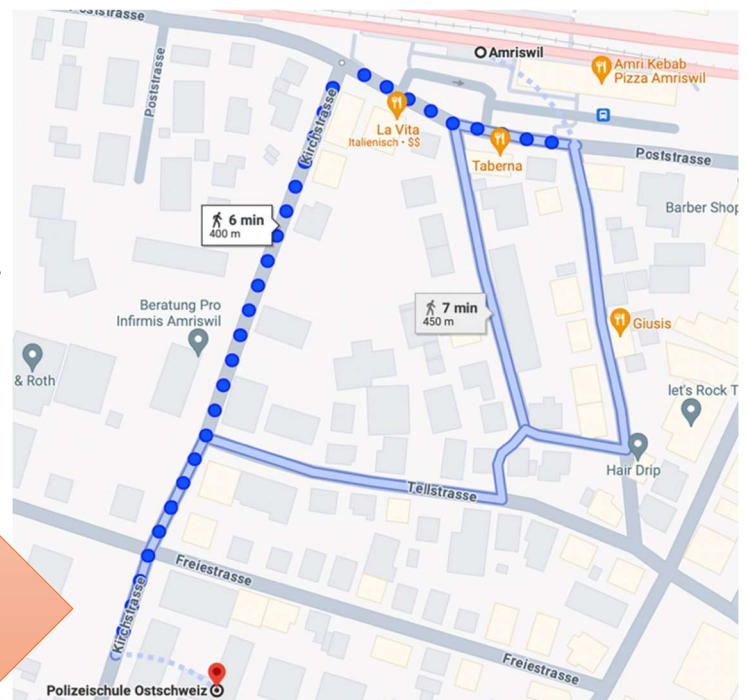 Poststrasse
Amriswil
Amri Kebab
Pizza Amriswil
Poststrasse
Kirchstrasse
La Vita
Italienisch • $$
Taberna
Poststrasse
Barber Shop
6 min
400 m
7 min
450 m
Beratung Pro
Infirmis Amriswil
Giusis
& Roth
let's Rock T
Hair Drip
Tellstrasse
Freiestrasse
Kirchstrasse
Freiestrasse
Polizeischule Ostschweiz